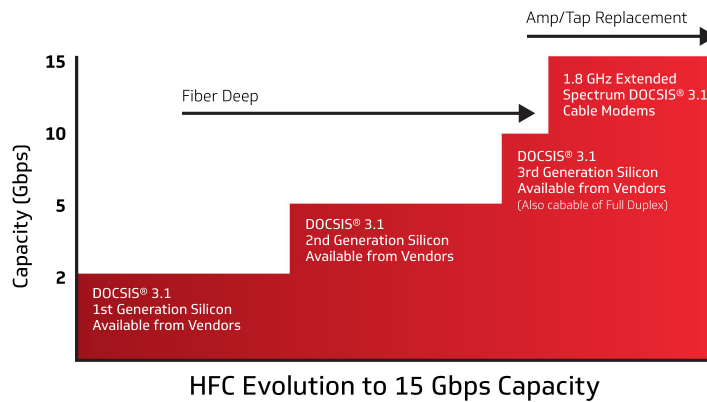 Amp/Tap Replacement
15
1.8 GHz Extended
Spectrum DOCSIS® 3.1
Cable Modems
Fiber Deep
10
DOCSIS® 3.1
3rd Generation Silicon
Available from Vendors
(Also cabable of Full Duplex)
Capacity (Gbps)
5
DOCSIS® 3.1
2nd Generation Silicon
Available from Vendors
2
DOCSIS® 3.1
1st Generation Silicon
Available from Vendors
HFC Evolution to 15 Gbps Capacity